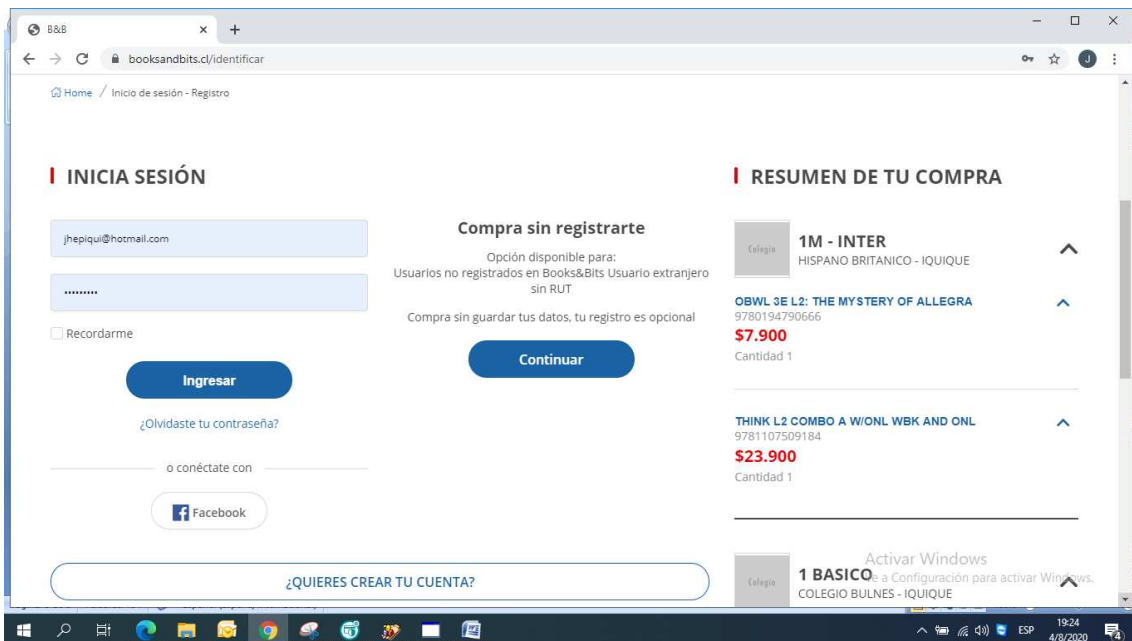 B&B
booksandbits.cl/identificar
J
Home / Inicio de sesión - Registro
INICIA SESIÓN
jhepiqui@hotmail.com
•••••••••
Recordarme
Ingresar
¿Olvidaste tu contraseña?
o conéctate con
Facebook
¿QUIERES CREAR TU CUENTA?
Compra sin registrarte
Opción disponible para:
Usuarios no registrados en Books&Bits Usuario extranjero
sin RUT
Compra sin guardar tus datos, tu registro es opcional
Continuar
RESUMEN DE TU COMPRA
Colegio
1M - INTER
HISPANO BRITANICO - IQUIQUE
OBWL 3E L2: THE MYSTERY OF ALLEGRA
9780194790666
$7.900
Cantidad 1
THINK L2 COMBO A W/ONL WBK AND ONL
9781107509184
$23.900
Cantidad 1
Colegio
1 BASICO
COLEGIO BULNES - IQUIQUE
Activar Windows
Ve a Configuración para activar Windows.
ESP
19:24
4/8/2020